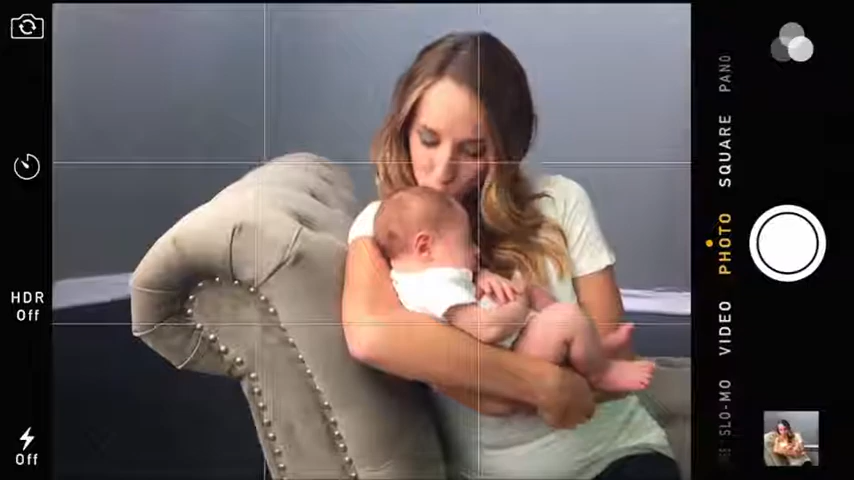 HDR
Off
Off
PANO
SQUARE
PHOTO
VIDEO
SLO-MO